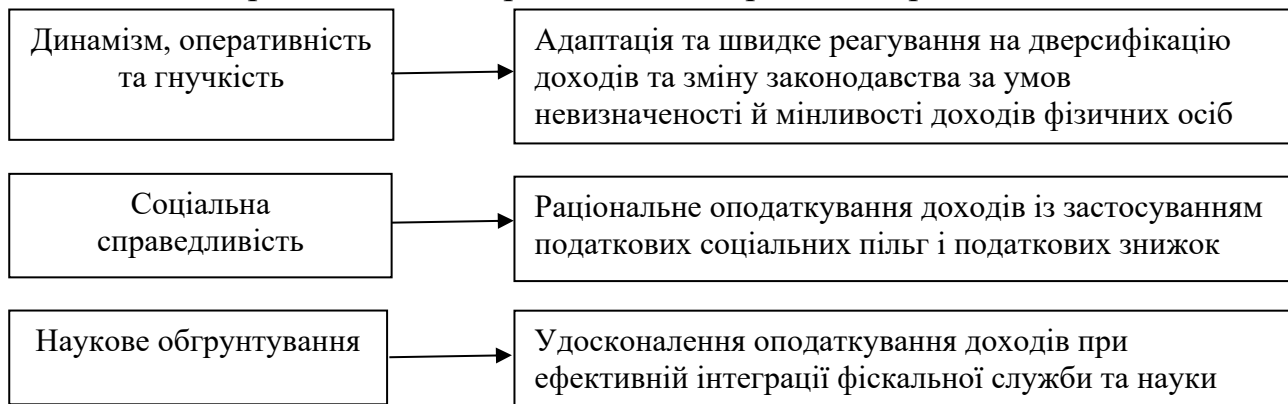 Динамізм, оперативність
та гнучкість
Адаптація та швидке реагування на дверсифікацію
доходів та зміну законодавства за умов
невизначеності й мінливості доходів фізичних осіб
Соціальна
справедливість
Раціональне оподаткування доходів із застосуванням
податкових соціальних пільг і податкових знижок
Наукове обгрунтування
Удосконалення оподаткування доходів при
ефективній інтеграції фіскальної служби та науки